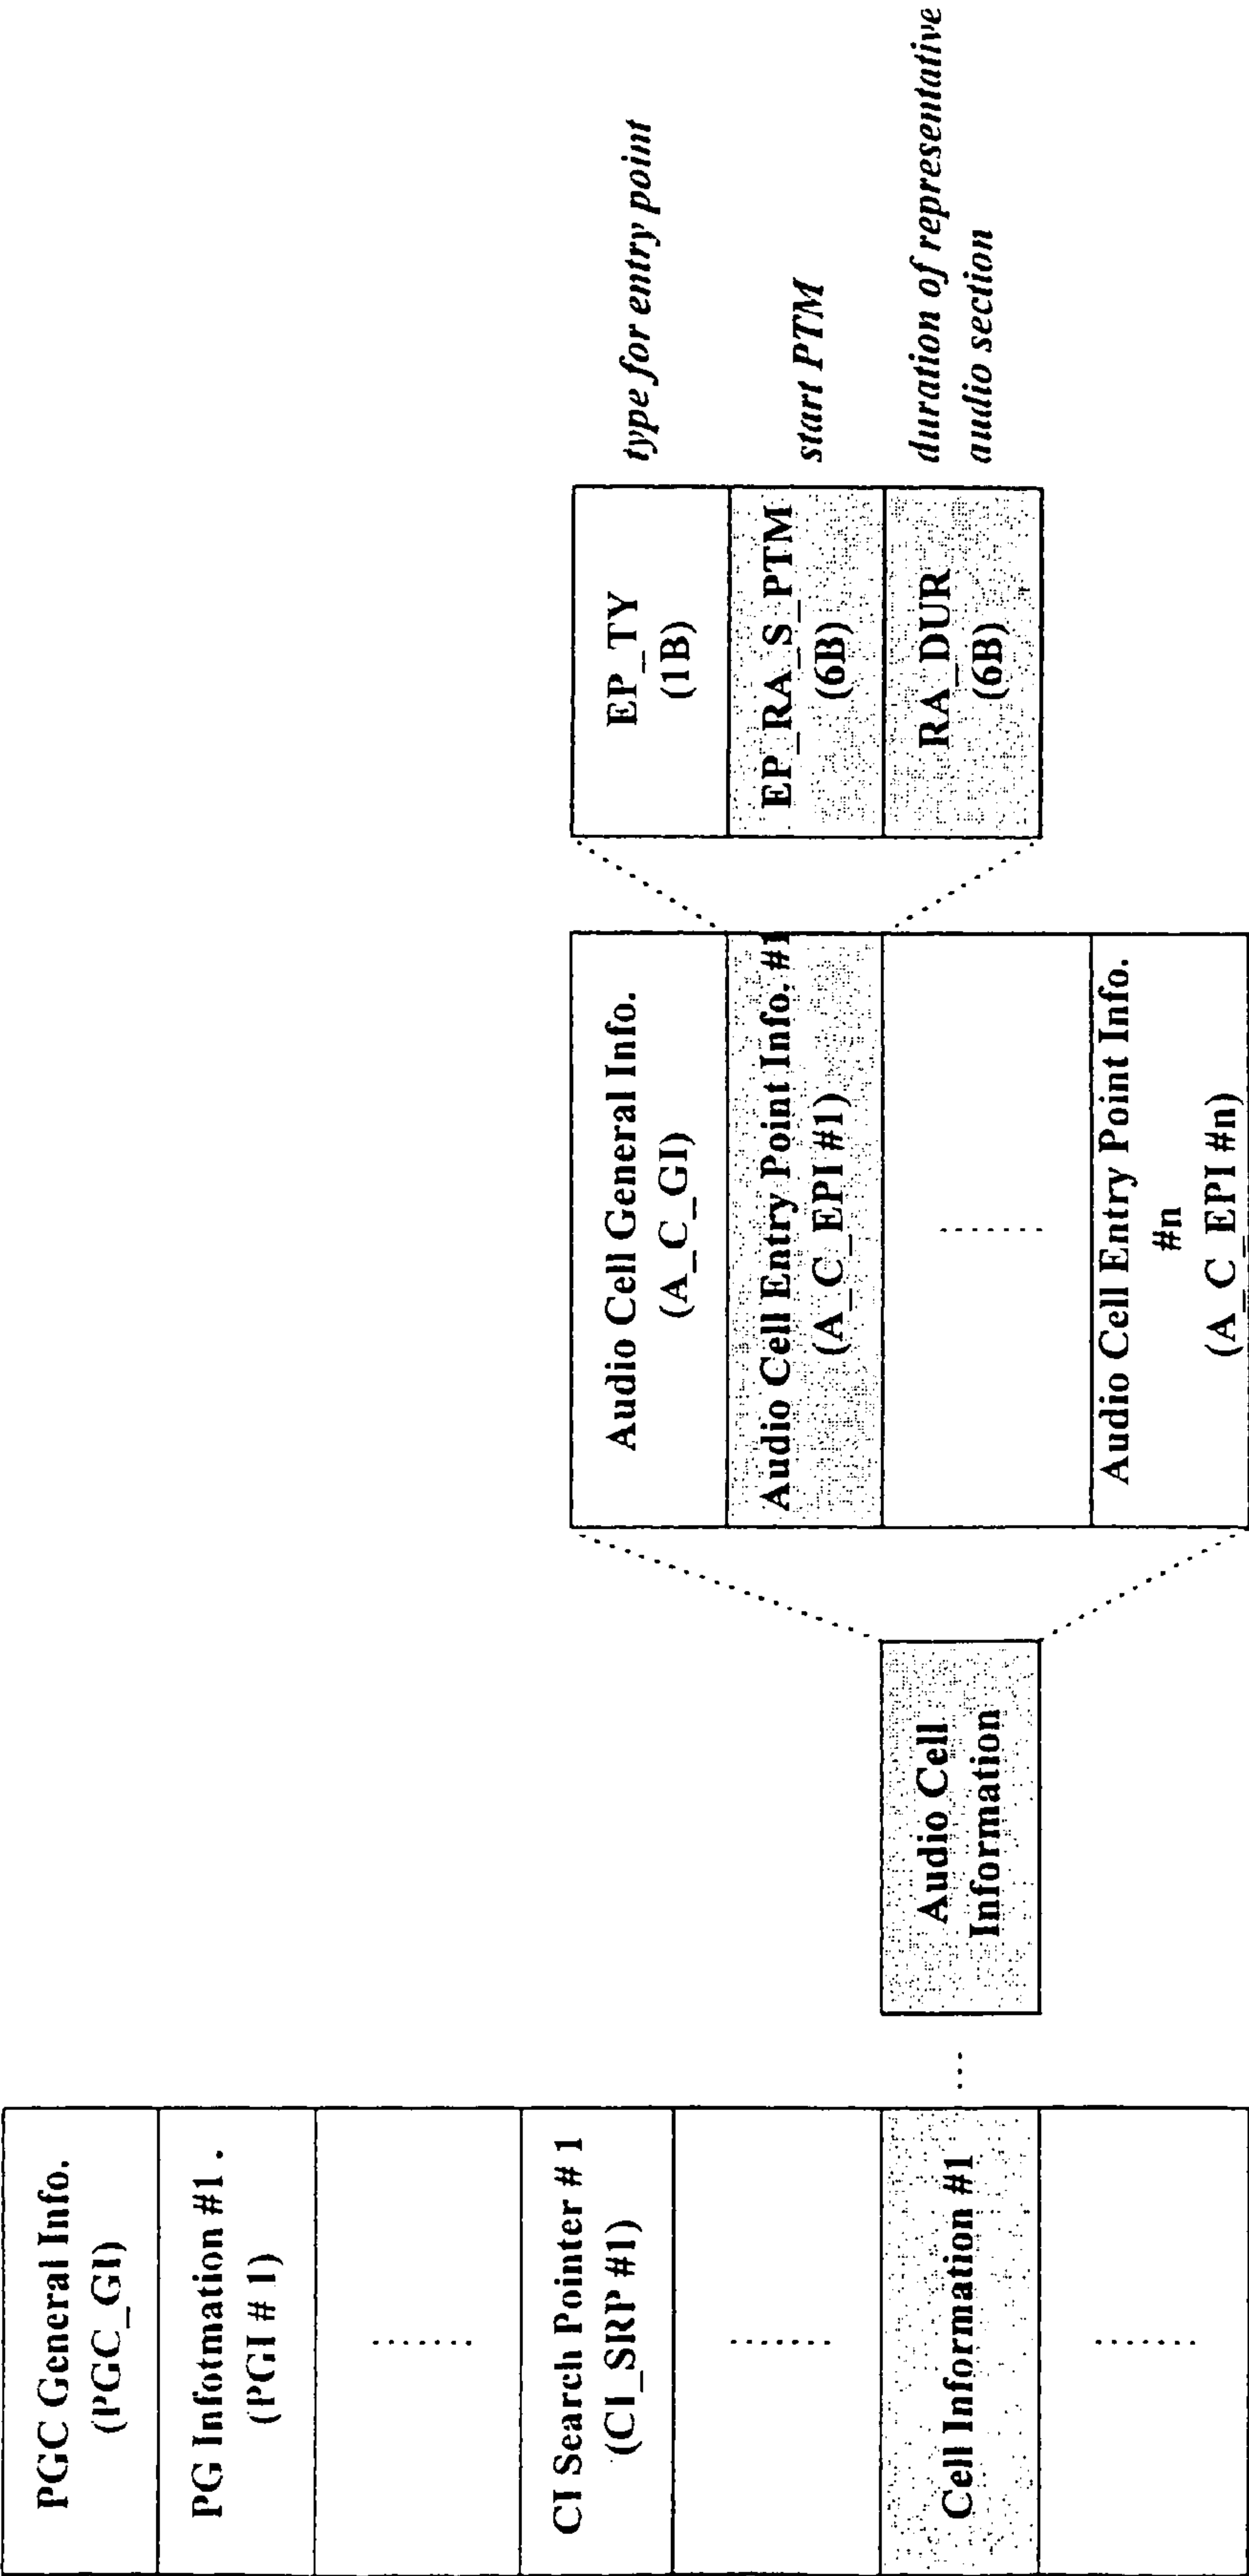 PGC General Info.
(PGC_GI)
PG Infotmation #1 .
(PGI # 1)
........
CI Search Pointer # 1
(CI_SRP #1)
........
Cell Information #1
........
...
Audio Cell
Information
Audio Cell General Info.
(A_C_GI)
Audio Cell Entry Point Info. #1
(A_C_EPI #1)
........
Audio Cell Entry Point Info.
#n
(A_C_EPI #n)
EP_TY
(1B)
EP_RA_S_PTM
(6B)
RA_DUR
(6B)
type for entry point
start PTM
duration of representative
audio section